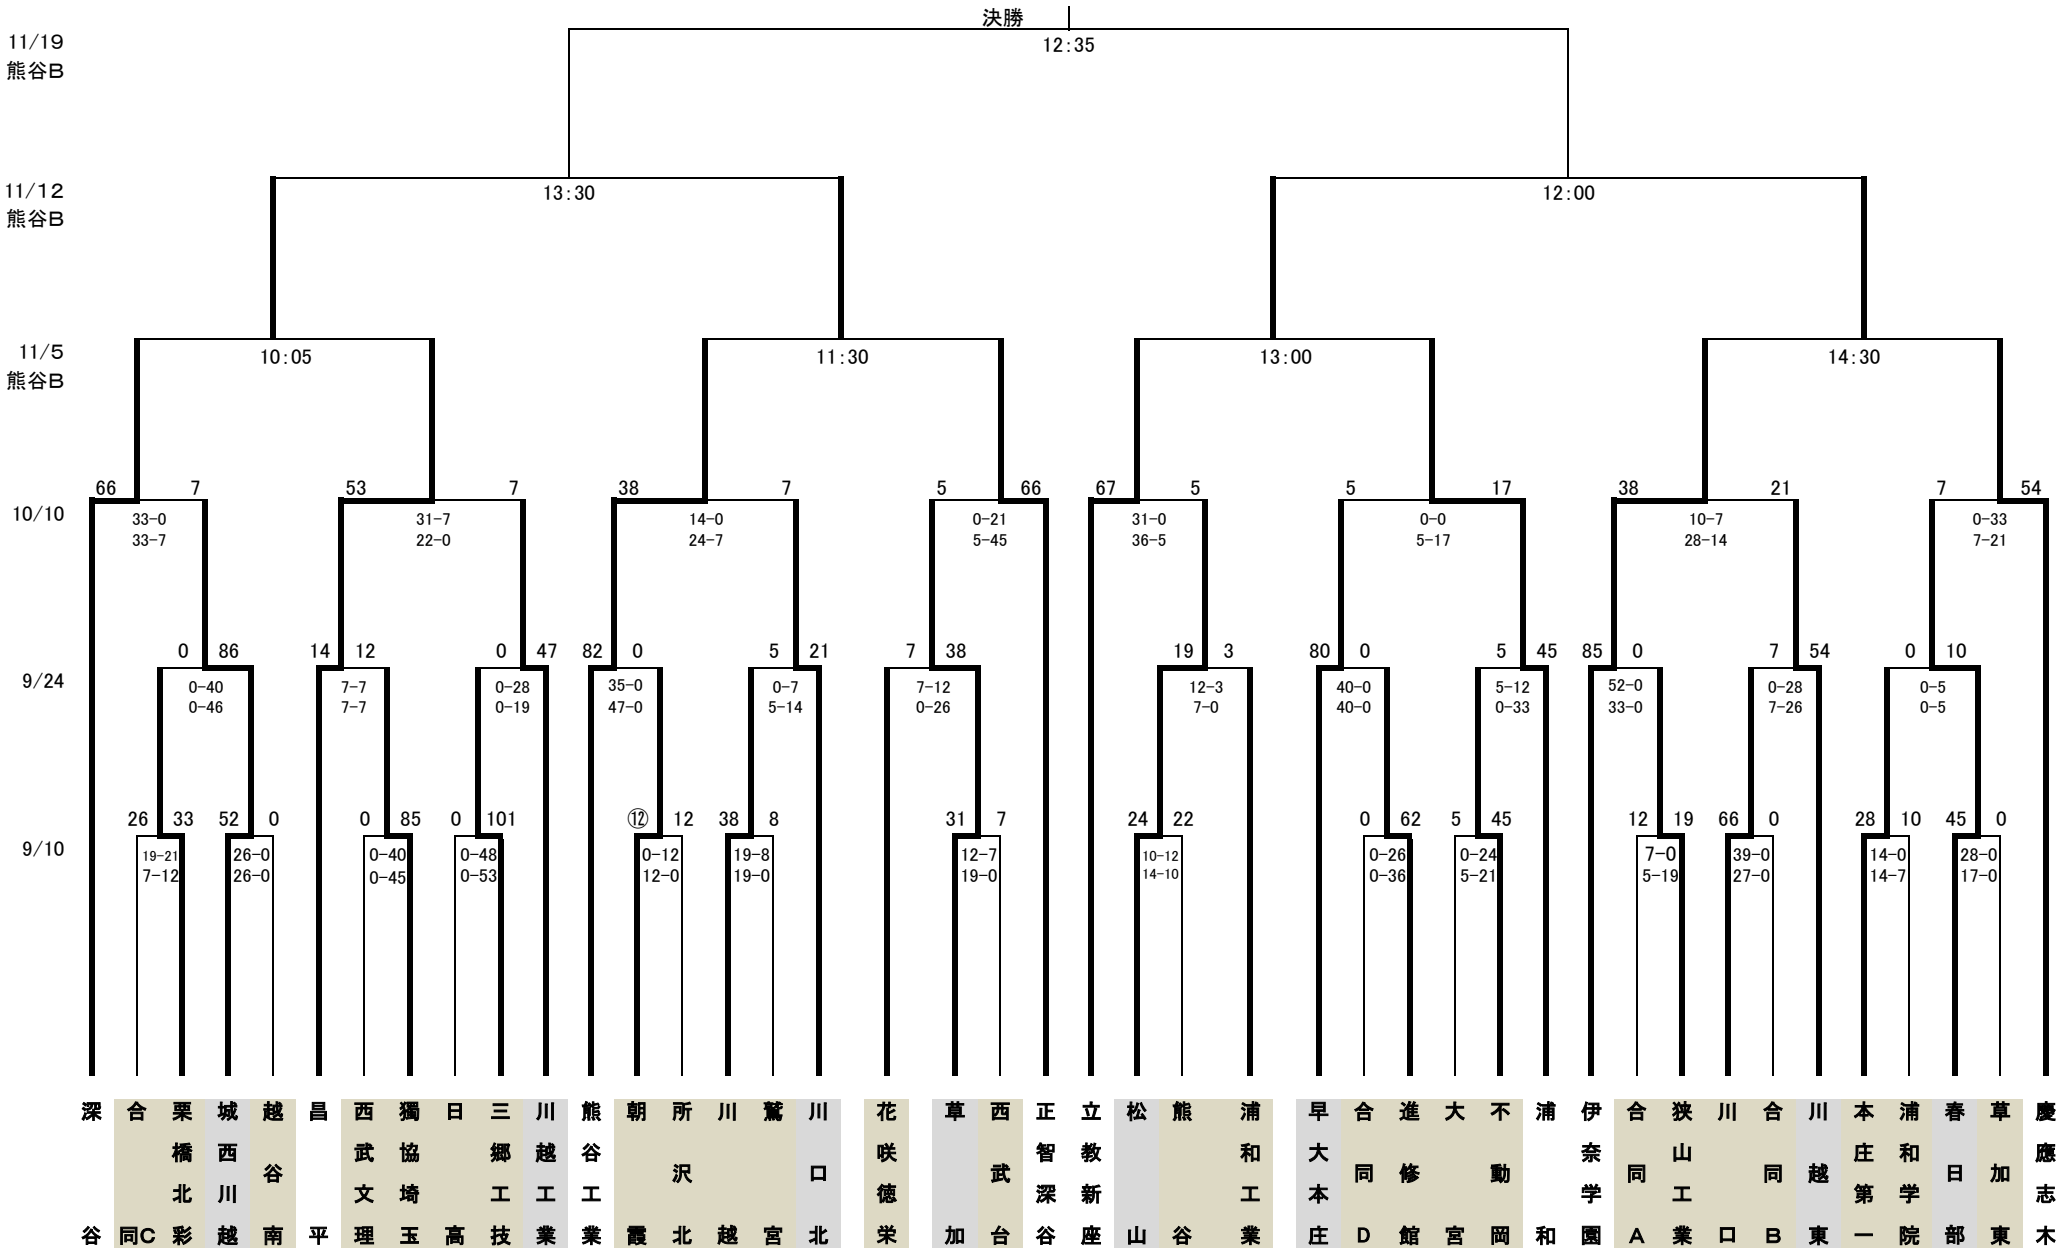 決勝
11/19
熊谷B
12:35
11/12
熊谷B
13:30
12:00
11/5
熊谷B
10:05
11:30
13:00
14:30
66 7 53 7 38 7 5 66 67 5 5 17 38 21 7 54
10/10
33-0 31-7 14-0 0-21 31-0 0-0 10-7 0-33
33-7 22-0 24-7 5-45 36-5 5-17 28-14 7-21
0 86 14 12 0 47 82 0 5 21 7 38 19 3 80 0 5 45 85 0 7 54 0 10
9/24
0-40 7-7 0-28 35-0 0-7 7-12 12-3 40-0 5-12 52-0 0-28 0-5
0-46 7-7 0-19 47-0 5-14 0-26 7-0 40-0 0-33 33-0 7-26 0-5
26 33 52 0 0 85 0 101 ⑫ 12 38 8 31 7 24 22 0 62 5 45 12 19 66 0 28 10 45 0
9/10
19-21 26-0 0-40 0-48 0-12 19-8 12-7 10-12 0-26 0-24 7-0 39-0 14-0 28-0
7-12 26-0 0-45 0-53 12-0 19-0 19-0 14-10 0-36 5-21 5-19 27-0 14-7 17-0
深谷
合同C
栗橋北彩
城西川越
越谷南
昌平
西武文理
獨協埼玉
日高
三郷工技
川越工業
熊谷工業
朝霞
所沢北
川越
鷲宮
川口北
花咲徳栄
草加
西武台
正智深谷
立教新座
松山
熊谷
浦和工業
早大本庄
合同D
進修館
大宮
不動岡
浦和
伊奈学園
合同A
狭山工業
川口
合同B
川越東
本庄第一
浦和学院
春日部
草加東
慶應志木